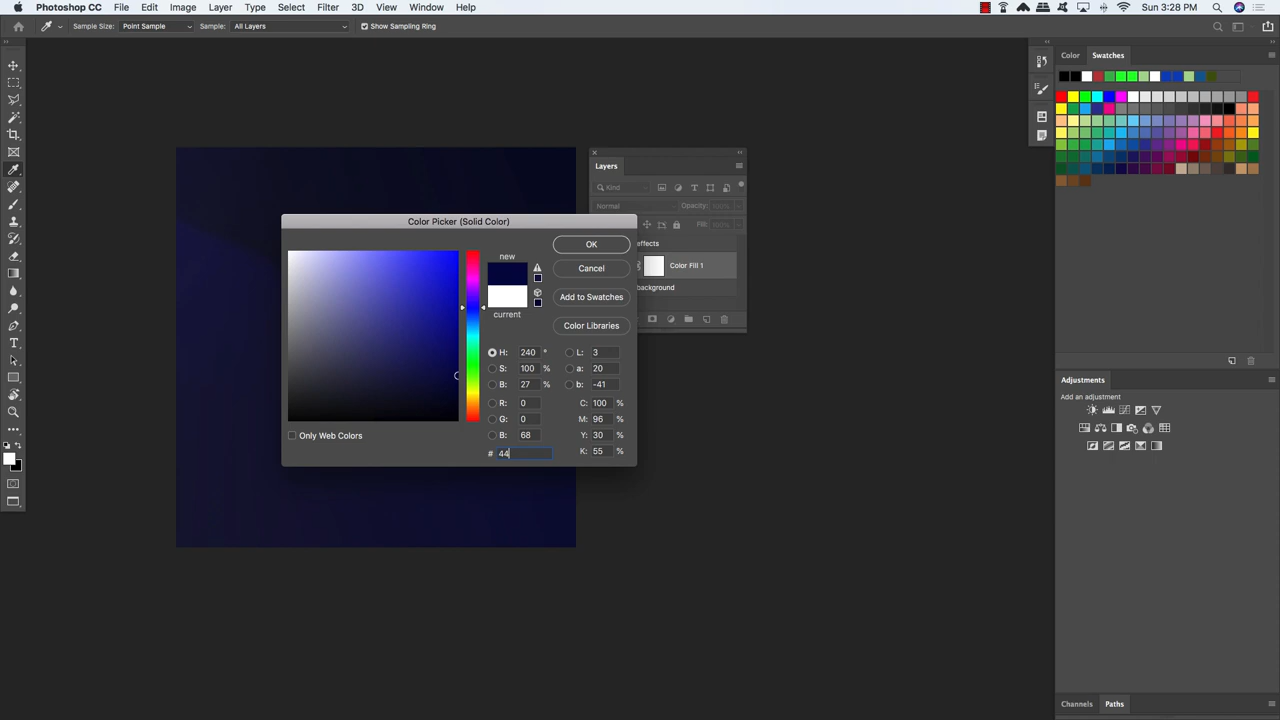 Photoshop CC File Edit Image Layer Type Select Filter 3D View Window Help Sun 3:28 PM
Sample Size: Point Sample Sample: All Layers Show Sampling Ring
Color Swatches
Layers
Kind
Normal Opacity: 100%
Fill: 100%
effects
Color Fill 1
background
Color Picker (Solid Color)
new
current
OK
Cancel
Add to Swatches
Color Libraries
H: 240 ° L: 3
S: 100 % a: 20
B: 27 % b: -41
R: 0 C: 100 %
G: 0 M: 96 %
B: 68 Y: 30 %
# 44 K: 55 %
Only Web Colors
Adjustments
Add an adjustment
Channels Paths